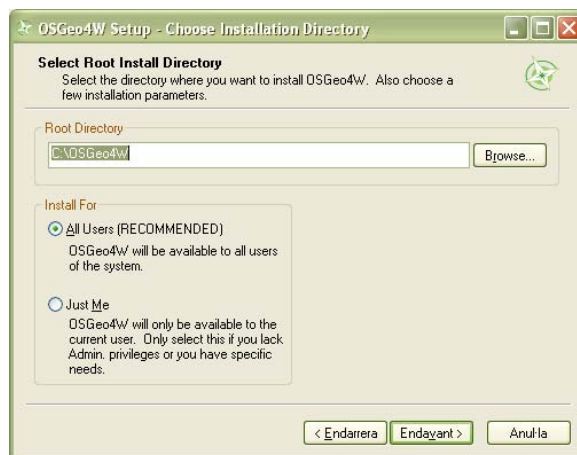 OSGeo4W Setup - Choose Installation Directory
Select Root Install Directory
Select the directory where you want to install OSGeo4W. Also choose a
few installation parameters.
Root Directory
C:\OSGeo4W
Browse...
Install For
All Users (RECOMMENDED)
OSGeo4W will be available to all users
of the system.
Just Me
OSGeo4W will only be available to the
current user. Only select this if you lack
Admin. privileges or you have specific
needs.
< Endarrera
Endavant >
Anul·la